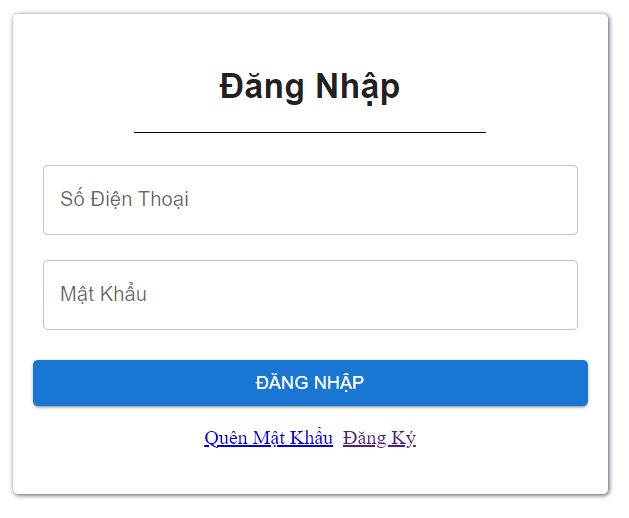 Đăng Nhập
Số Điện Thoại
Mật Khẩu
ĐĂNG NHẬP
Quên Mật Khẩu Đăng Ký